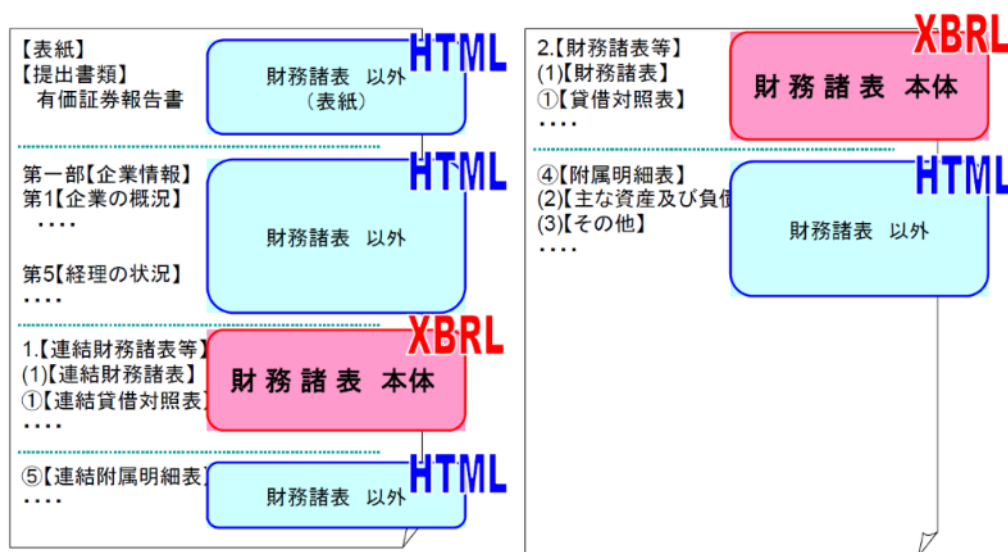 【表紙】
【提出書類】
有価証券報告書
HTML
財務諸表 以外
(表紙)
第一部【企業情報】
第1【企業の概況】
・・・・
第5【経理の状況】
・・・・
HTML
財務諸表 以外
1.【連結財務諸表等】
(1)【連結財務諸表】
①【連結貸借対照表】
・・・・
XBRL
財務諸表 本体
⑤【連結附属明細表】
・・・・
HTML
財務諸表 以外
2.【財務諸表等】
(1)【財務諸表】
①【貸借対照表】
・・・・
XBRL
財務諸表 本体
④【附属明細表】
(2)【主な資産及び負債
(3)【その他】
・・・・
HTML
財務諸表 以外